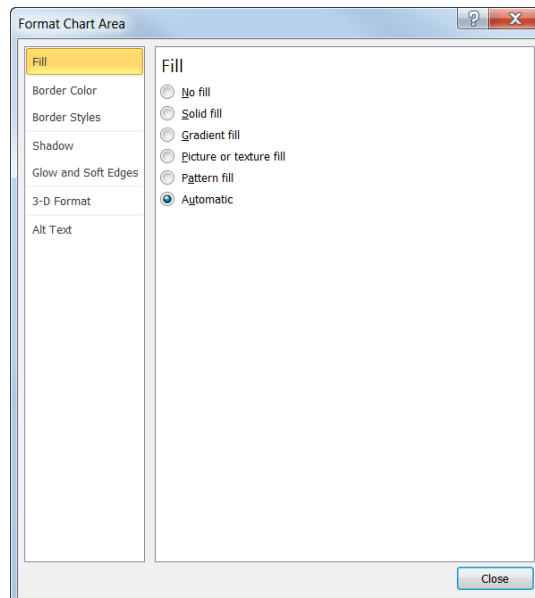 Format Chart Area
?
X
Fill
Border Color
Border Styles
Shadow
Glow and Soft Edges
3-D Format
Alt Text
Fill
No fill
Solid fill
Gradient fill
Picture or texture fill
Pattern fill
Automatic
Close